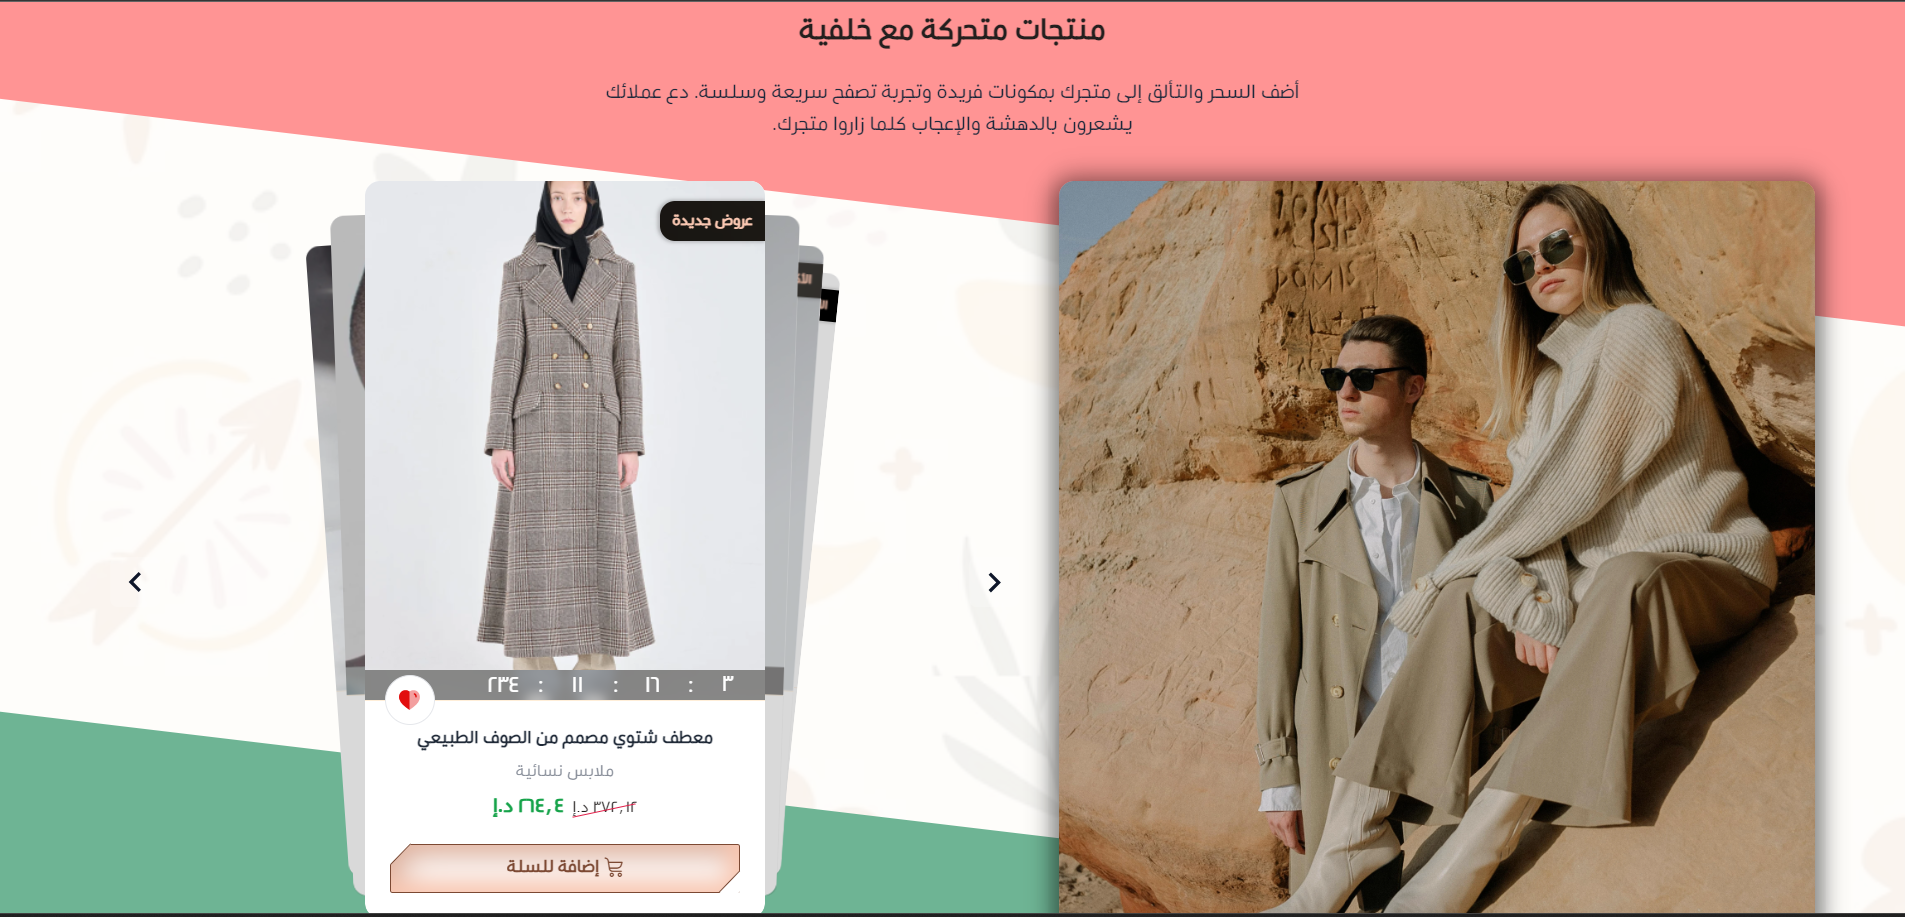 منتجات متحركة مع خلفية
أضف السحر والتألق إلى متجرك بمكونات فريدة وتجربة تصفح سريعة وسلسة. دع عملائك
يشعرون بالدهشة والإعجاب كلما زاروا متجرك.
عروض جديدة
٣ : ١٦ : ١١ : ٢٣٤
معطف شتوي مصمم من الصوف الطبيعي
ملابس نسائية
٣٧٢,١٢ د.إ ٢٦٤,٤ د.إ
إضافة للسلة